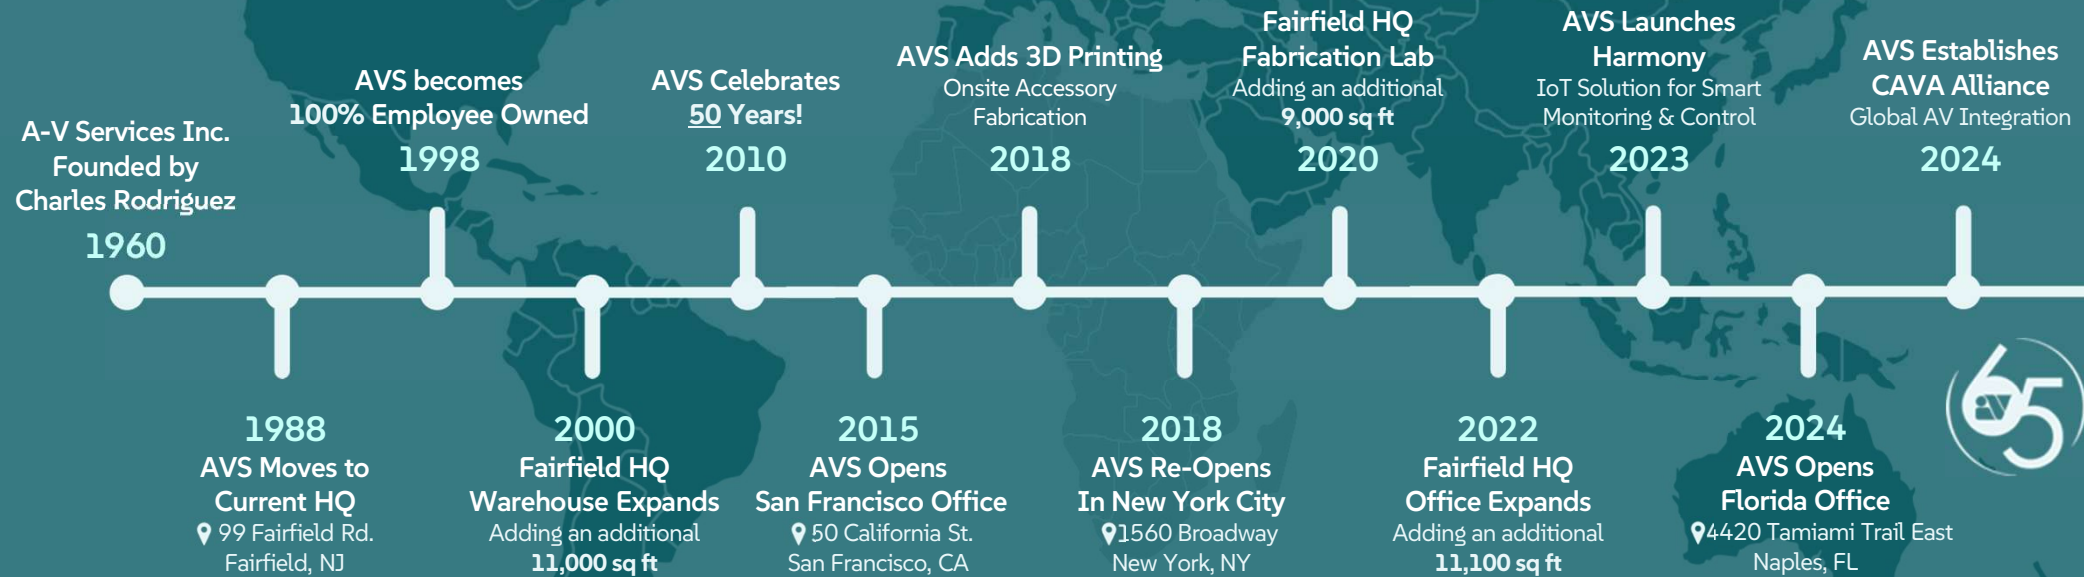 A-V Services Inc.
Founded by
Charles Rodriguez
1960
1988
AVS Moves to
Current HQ
99 Fairfield Rd.
Fairfield, NJ
AVS becomes
100% Employee Owned
1998
2000
Fairfield HQ
Warehouse Expands
Adding an additional
11,000 sq ft
AVS Celebrates
50 Years!
2010
2015
AVS Opens
San Francisco Office
50 California St.
San Francisco, CA
AVS Adds 3D Printing
Onsite Accessory
Fabrication
2018
2018
AVS Re-Opens
In New York City
1560 Broadway
New York, NY
Fairfield HQ
Fabrication Lab
Adding an additional
9,000 sq ft
2020
2022
Fairfield HQ
Office Expands
Adding an additional
11,100 sq ft
AVS Launches
Harmony
IoT Solution for Smart
Monitoring & Control
2023
2024
AVS Opens
Florida Office
4420 Tamiami Trail East
Naples, FL
AVS Establishes
CAVA Alliance
Global AV Integration
2024
65